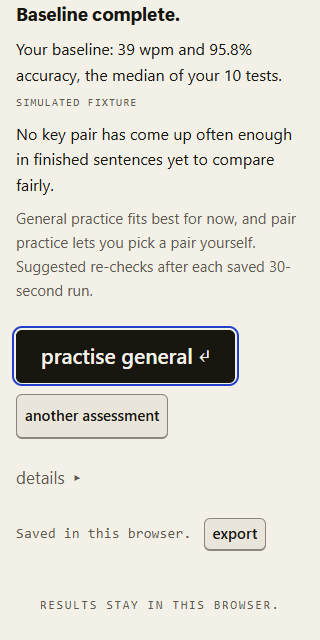 Baseline complete.
Your baseline: 39 wpm and 95.8%
accuracy, the median of your 10 tests.
SIMULATED FIXTURE
No key pair has come up often enough
in finished sentences yet to compare
fairly.
General practice fits best for now, and pair
practice lets you pick a pair yourself.
Suggested re-checks after each saved 30-
second run.
practise general ↵
another assessment
details ▸
Saved in this browser. export
RESULTS STAY IN THIS BROWSER.